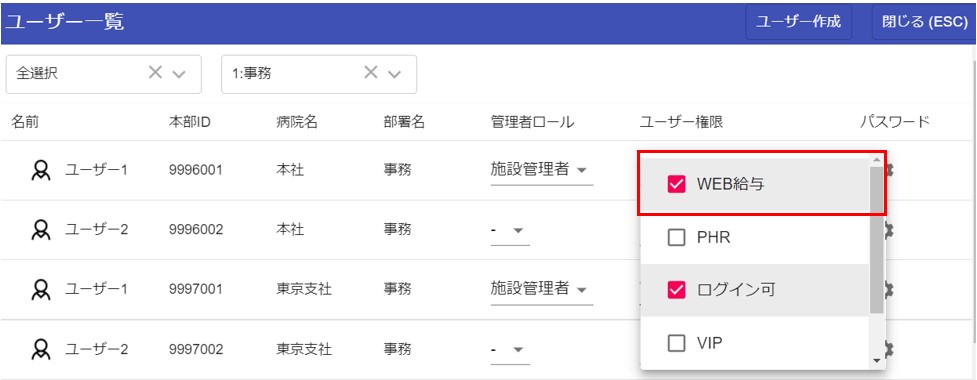 ユーザー一覧 ユーザー作成 閉じる (ESC)
全選択 1:事務
名前 本部ID 病院名 部署名 管理者ロール ユーザー権限 パスワード
ユーザー1 9996001 本社 事務 施設管理者
WEB給与
ユーザー2 9996002 本社 事務 -
PHR
ユーザー1 9997001 東京支社 事務 施設管理者
ログイン可
ユーザー2 9997002 東京支社 事務 -
VIP